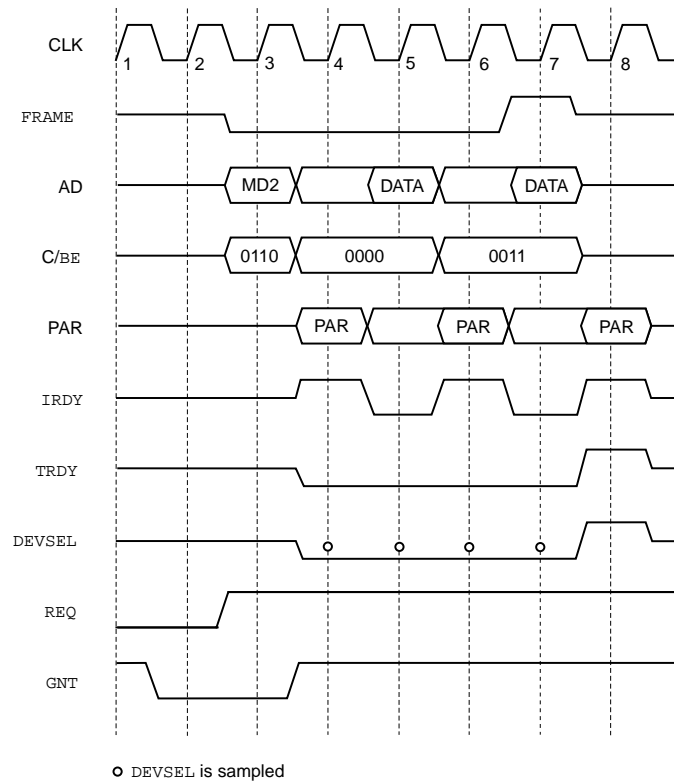 CLK
1 2 3 4 5 6 7 8
FRAME
AD MD2 DATA DATA
C/BE 0110 0000 0011
PAR PAR PAR PAR
IRDY
TRDY
DEVSEL
REQ
GNT
DEVSEL is sampled